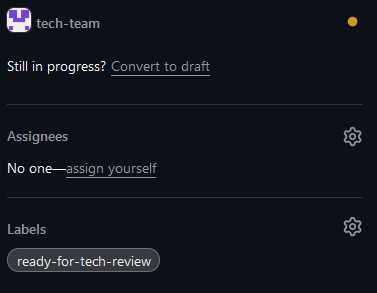 tech-team
Still in progress? Convert to draft
Assignees
No one—assign yourself
Labels
ready-for-tech-review